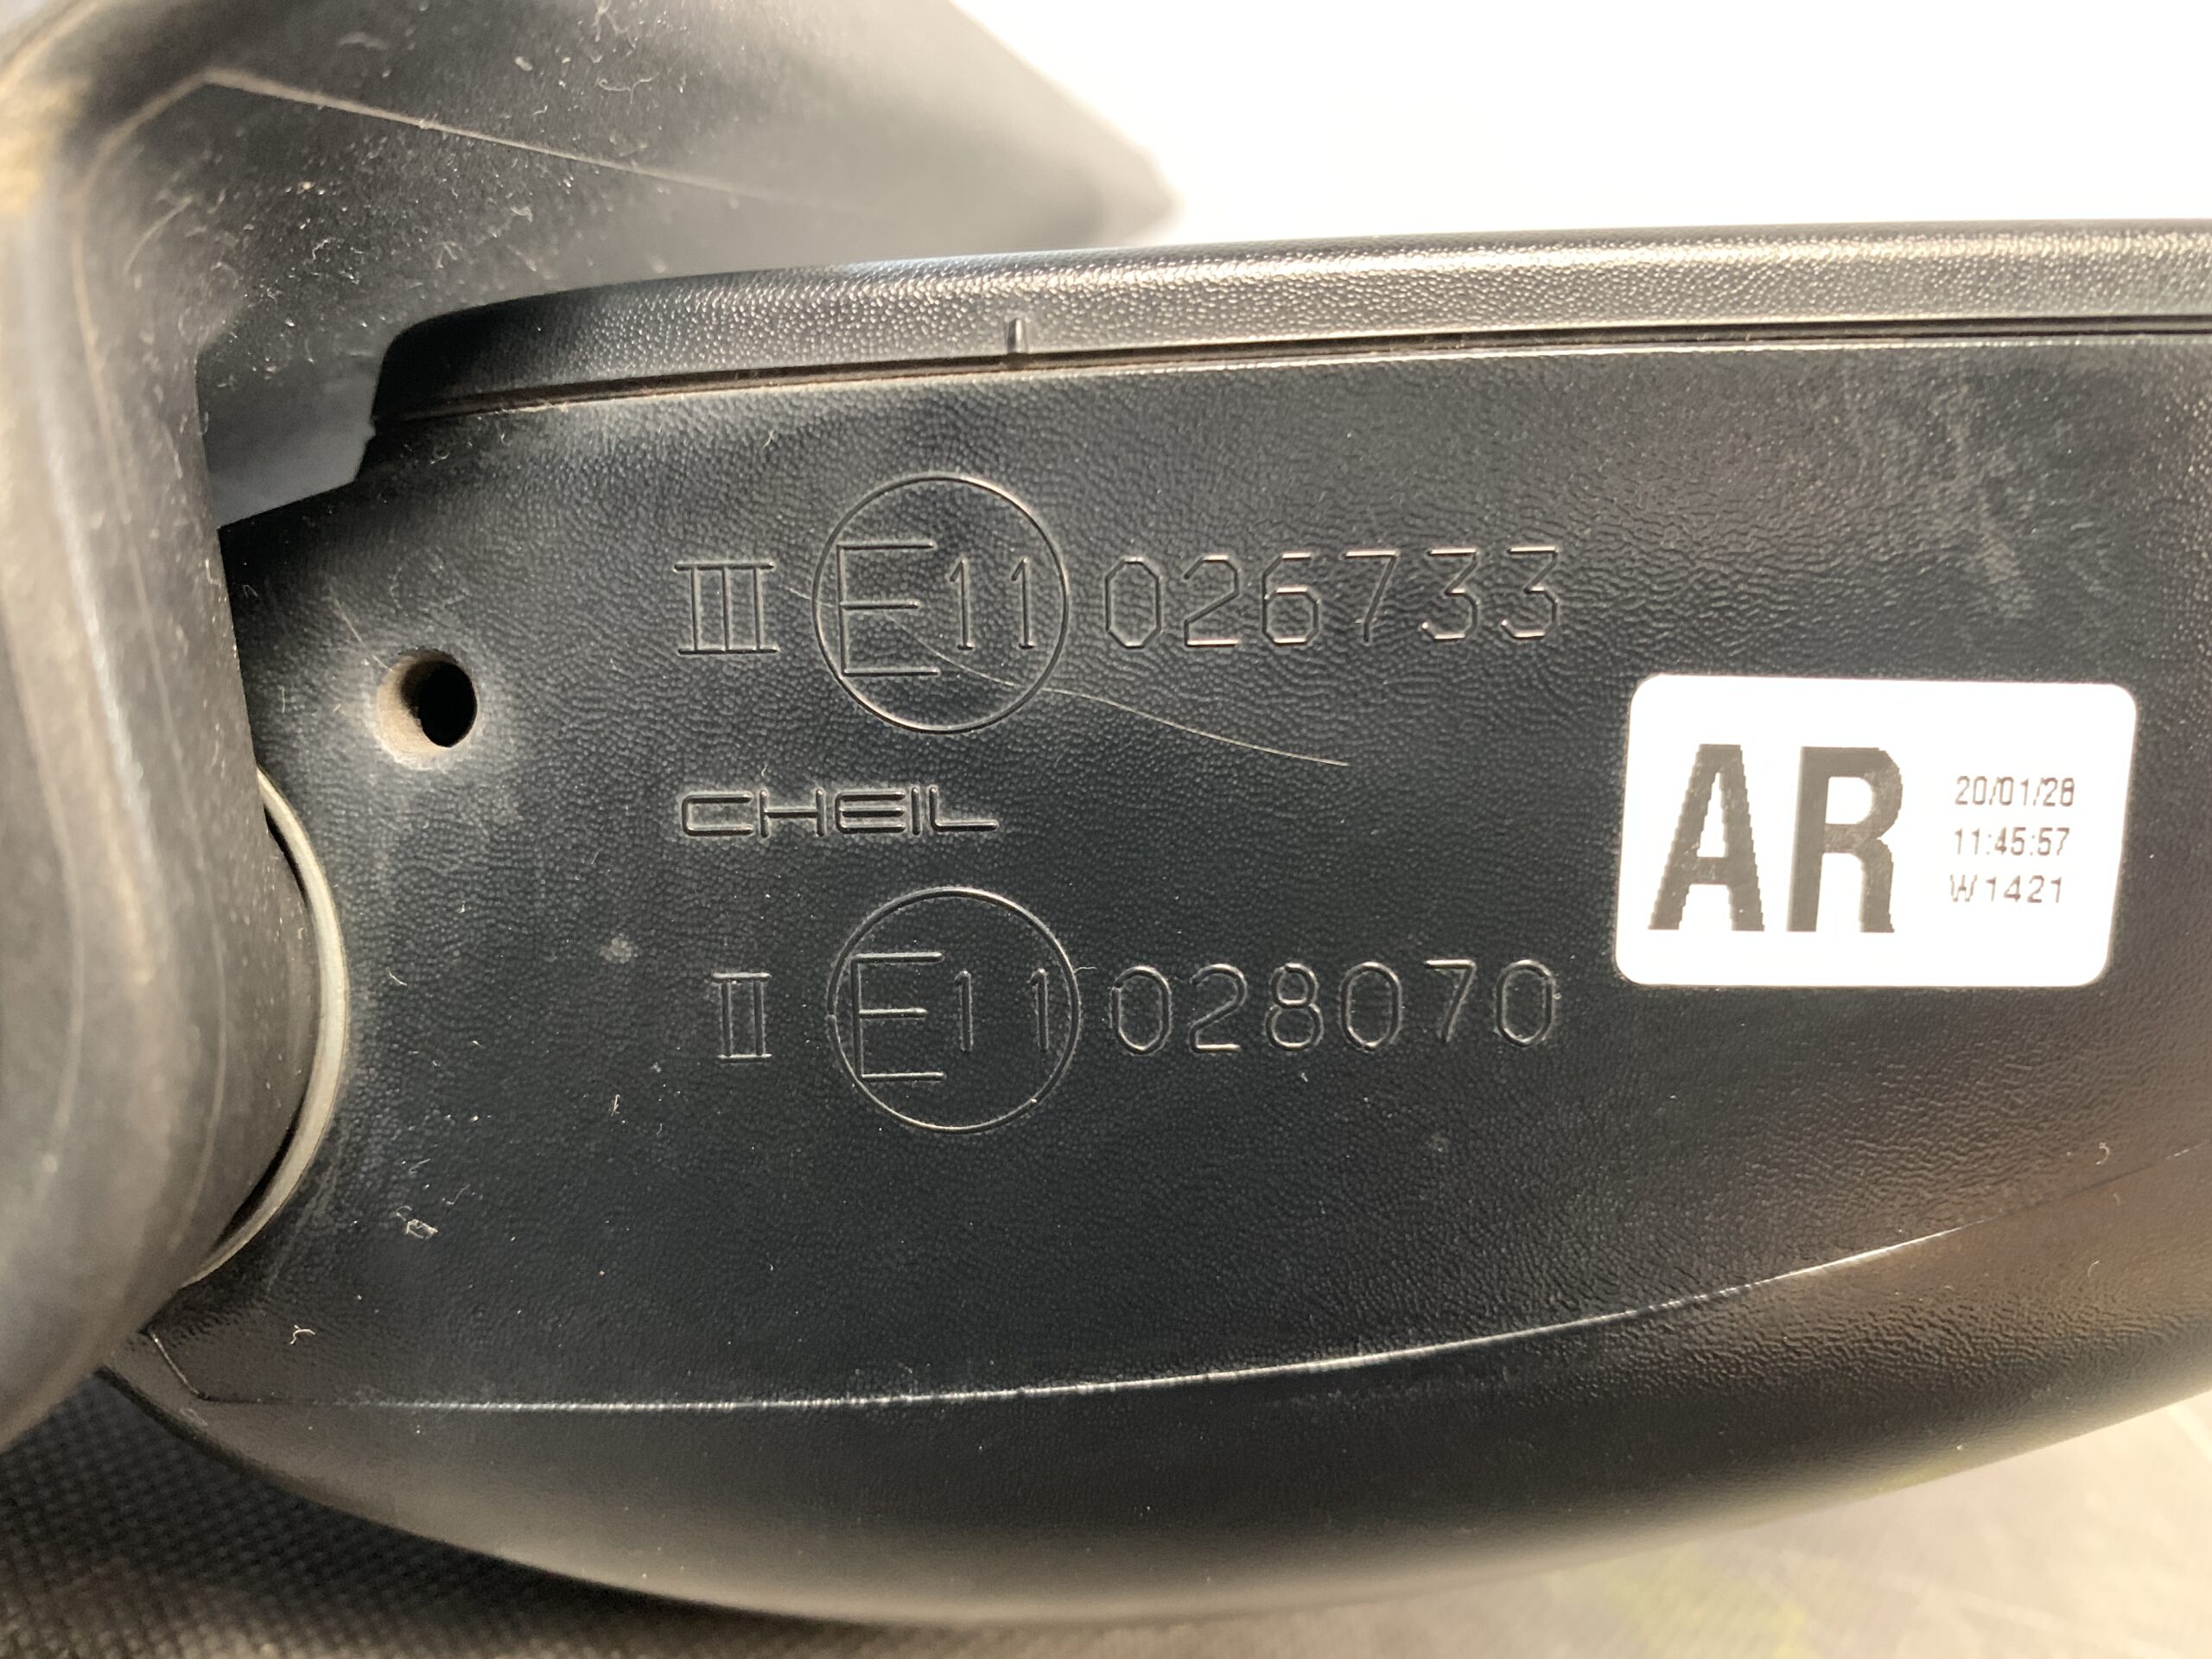 III E11 026733
CHEIL
II E11 028070
AR
20/01/28
11:45:57
W1421